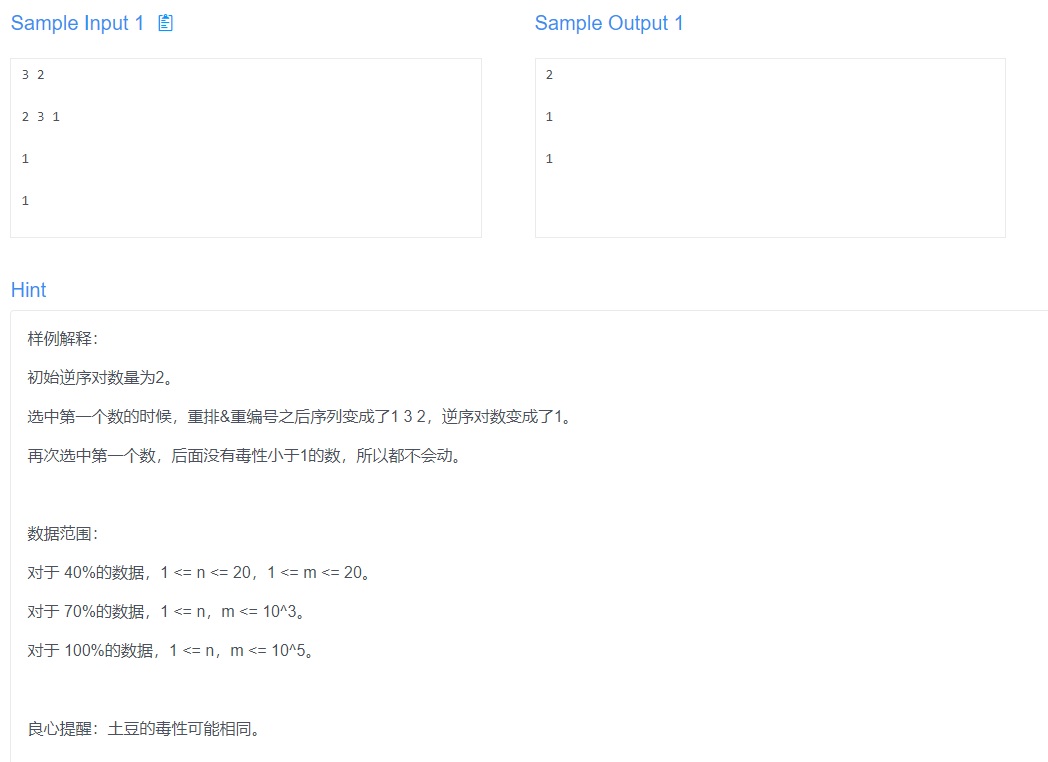 Sample Input 1
Sample Output 1
3 2
2 3 1
1
1
2
1
1
Hint
样例解释：
初始逆序对数量为2。
选中第一个数的时候，重排&重编号之后序列变成了1 3 2，逆序对数变成了1。
再次选中第一个数，后面没有毒性小于1的数，所以都不会动。
数据范围：
对于 40%的数据，1 <= n <= 20，1 <= m <= 20。
对于 70%的数据，1 <= n，m <= 10^3。
对于 100%的数据，1 <= n，m <= 10^5。
良心提醒：土豆的毒性可能相同。